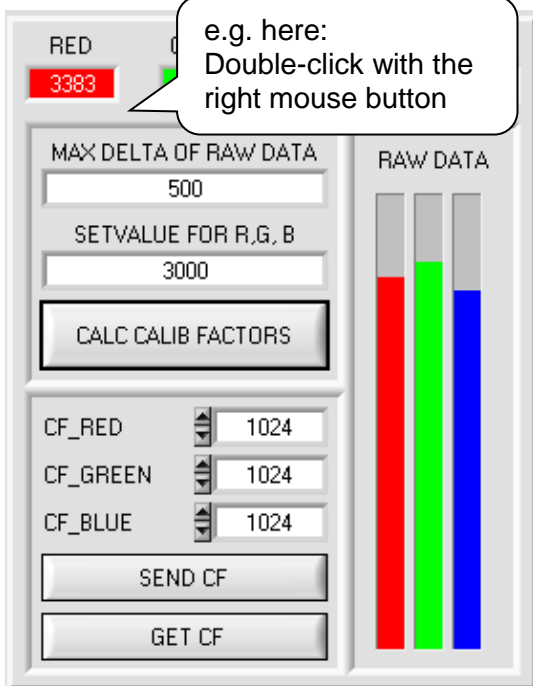 e.g. here:
Double-click with the
right mouse button
RED
3383
MAX DELTA OF RAW DATA
500
SETVALUE FOR R,G, B
3000
CALC CALIB FACTORS
RAW DATA
CF_RED 1024
CF_GREEN 1024
CF_BLUE 1024
SEND CF
GET CF